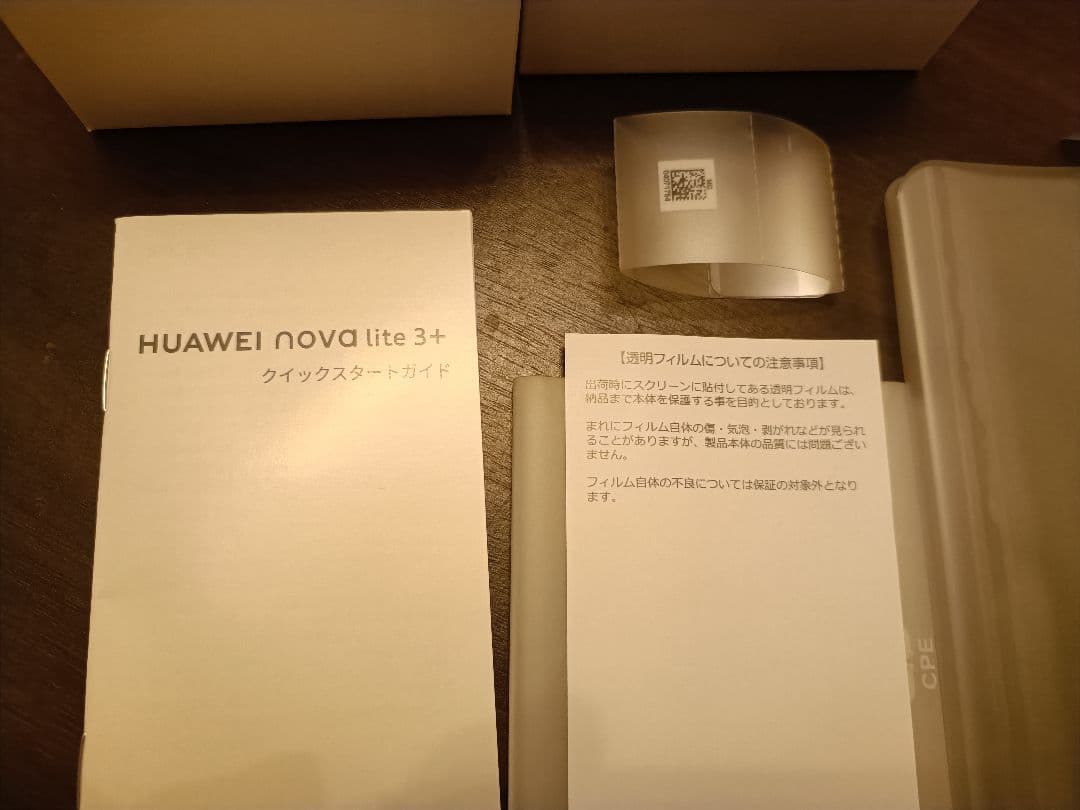 HUAWEI nova lite 3+
クイックスタートガイド
【透明フィルムについての注意事項】
出荷時にスクリーンに貼付してある透明フィルムは、
納品まで本体を保護する事を目的としております。
まれにフィルム自体の傷・気泡・剥がれなどが見られ
ることがありますが、製品本体の品質には問題ござい
ません。
フィルム自体の不良については保証の対象外となり
ます。
CPE